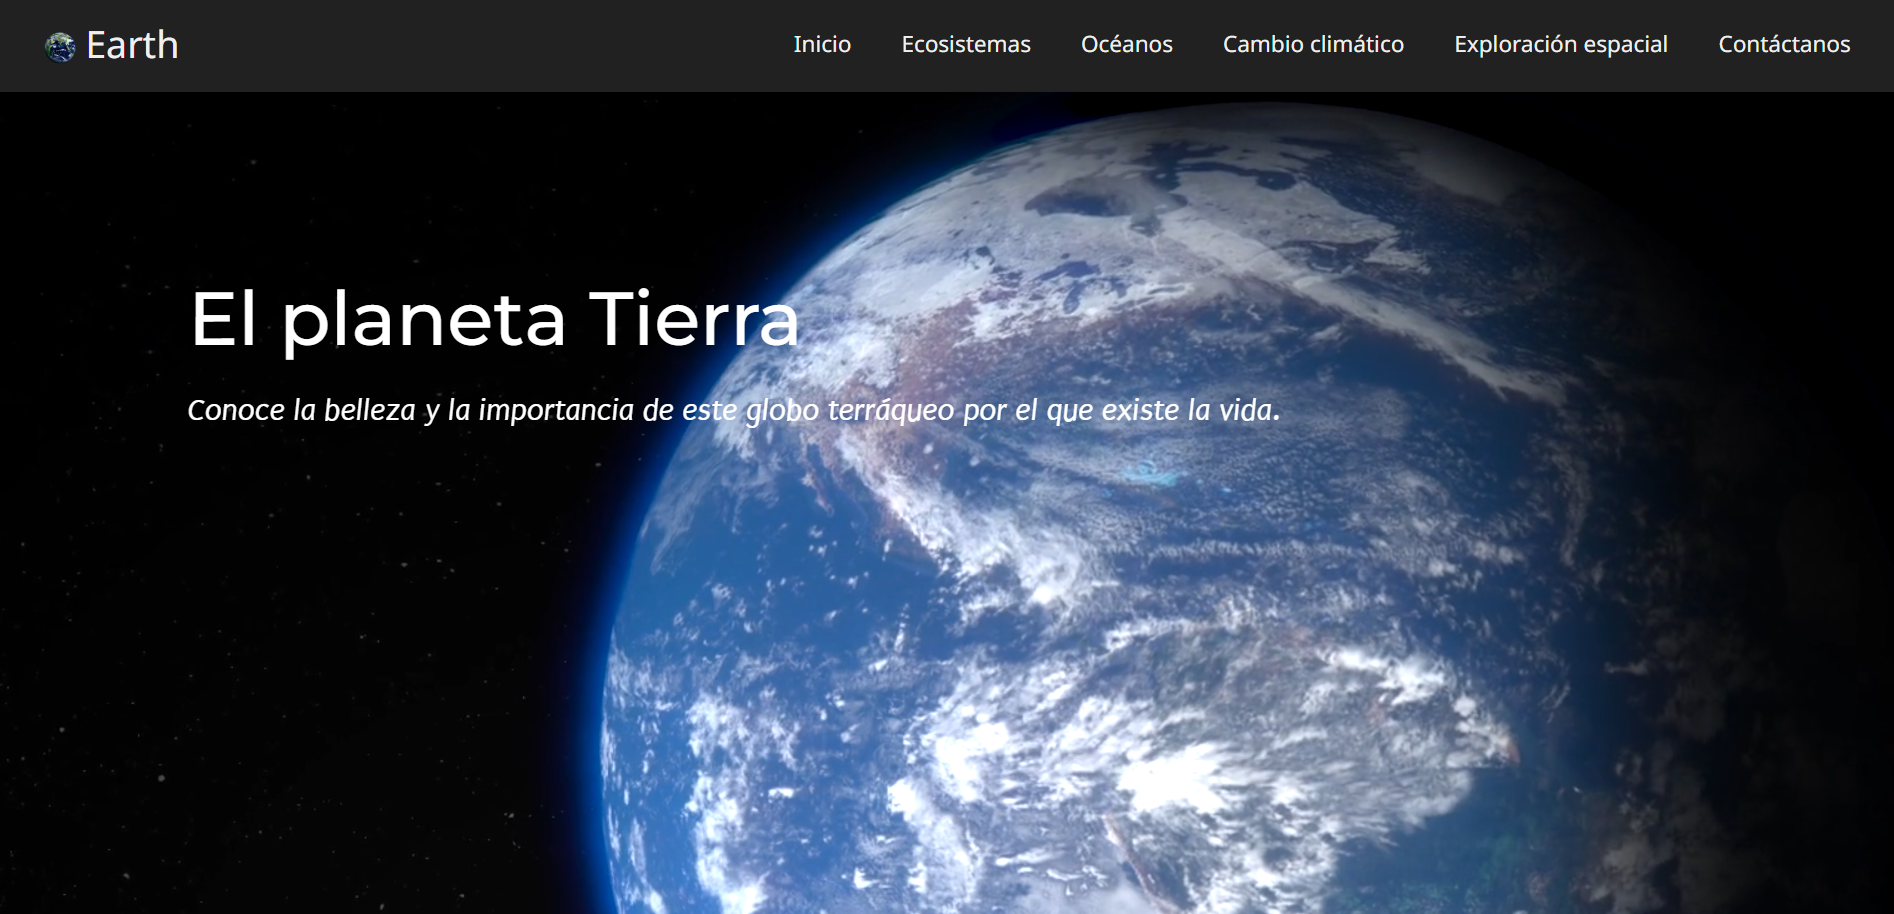 Earth
Inicio Ecosistemas Océanos Cambio climático Exploración espacial Contáctanos
El planeta Tierra
Conoce la belleza y la importancia de este globo terráqueo por el que existe la vida.